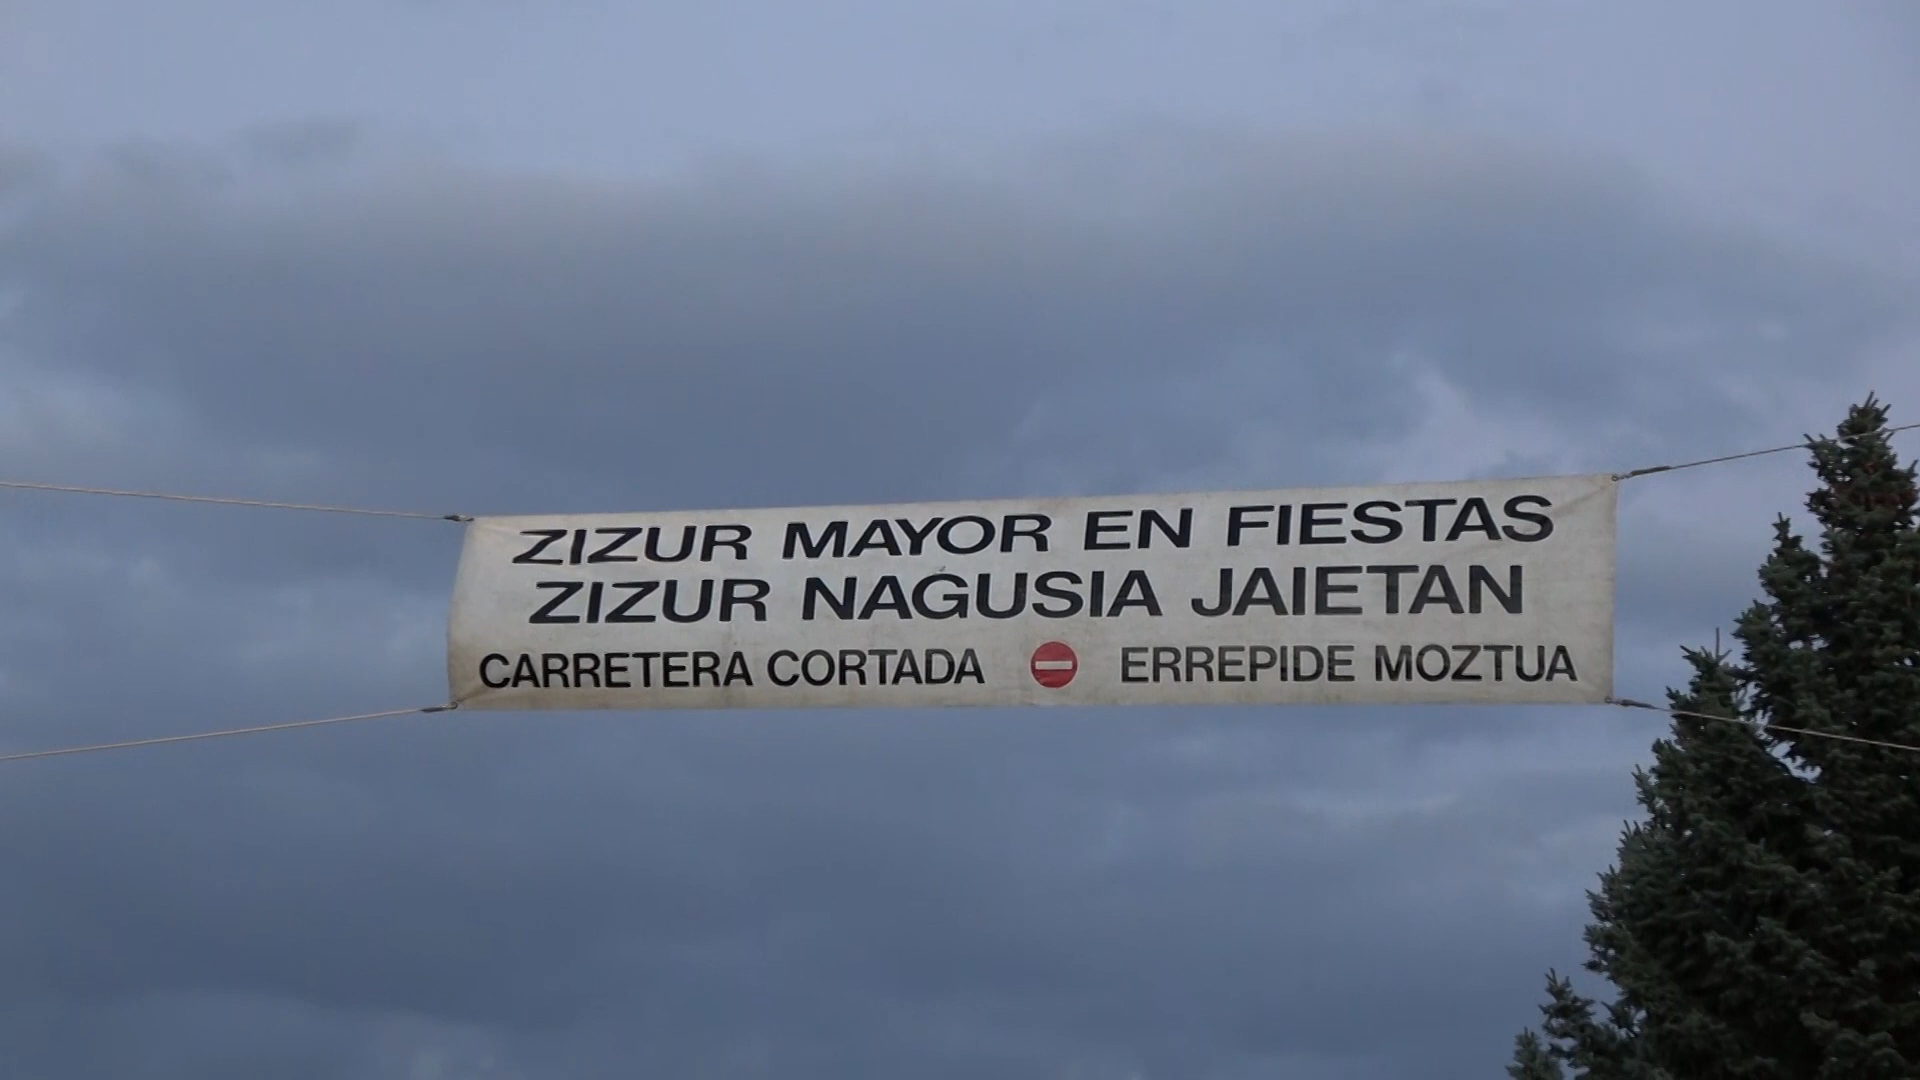 ZIZUR MAYOR EN FIESTAS
ZIZUR NAGUSIA JAIETAN
CARRETERA CORTADA ERREPIDE MOZTUA